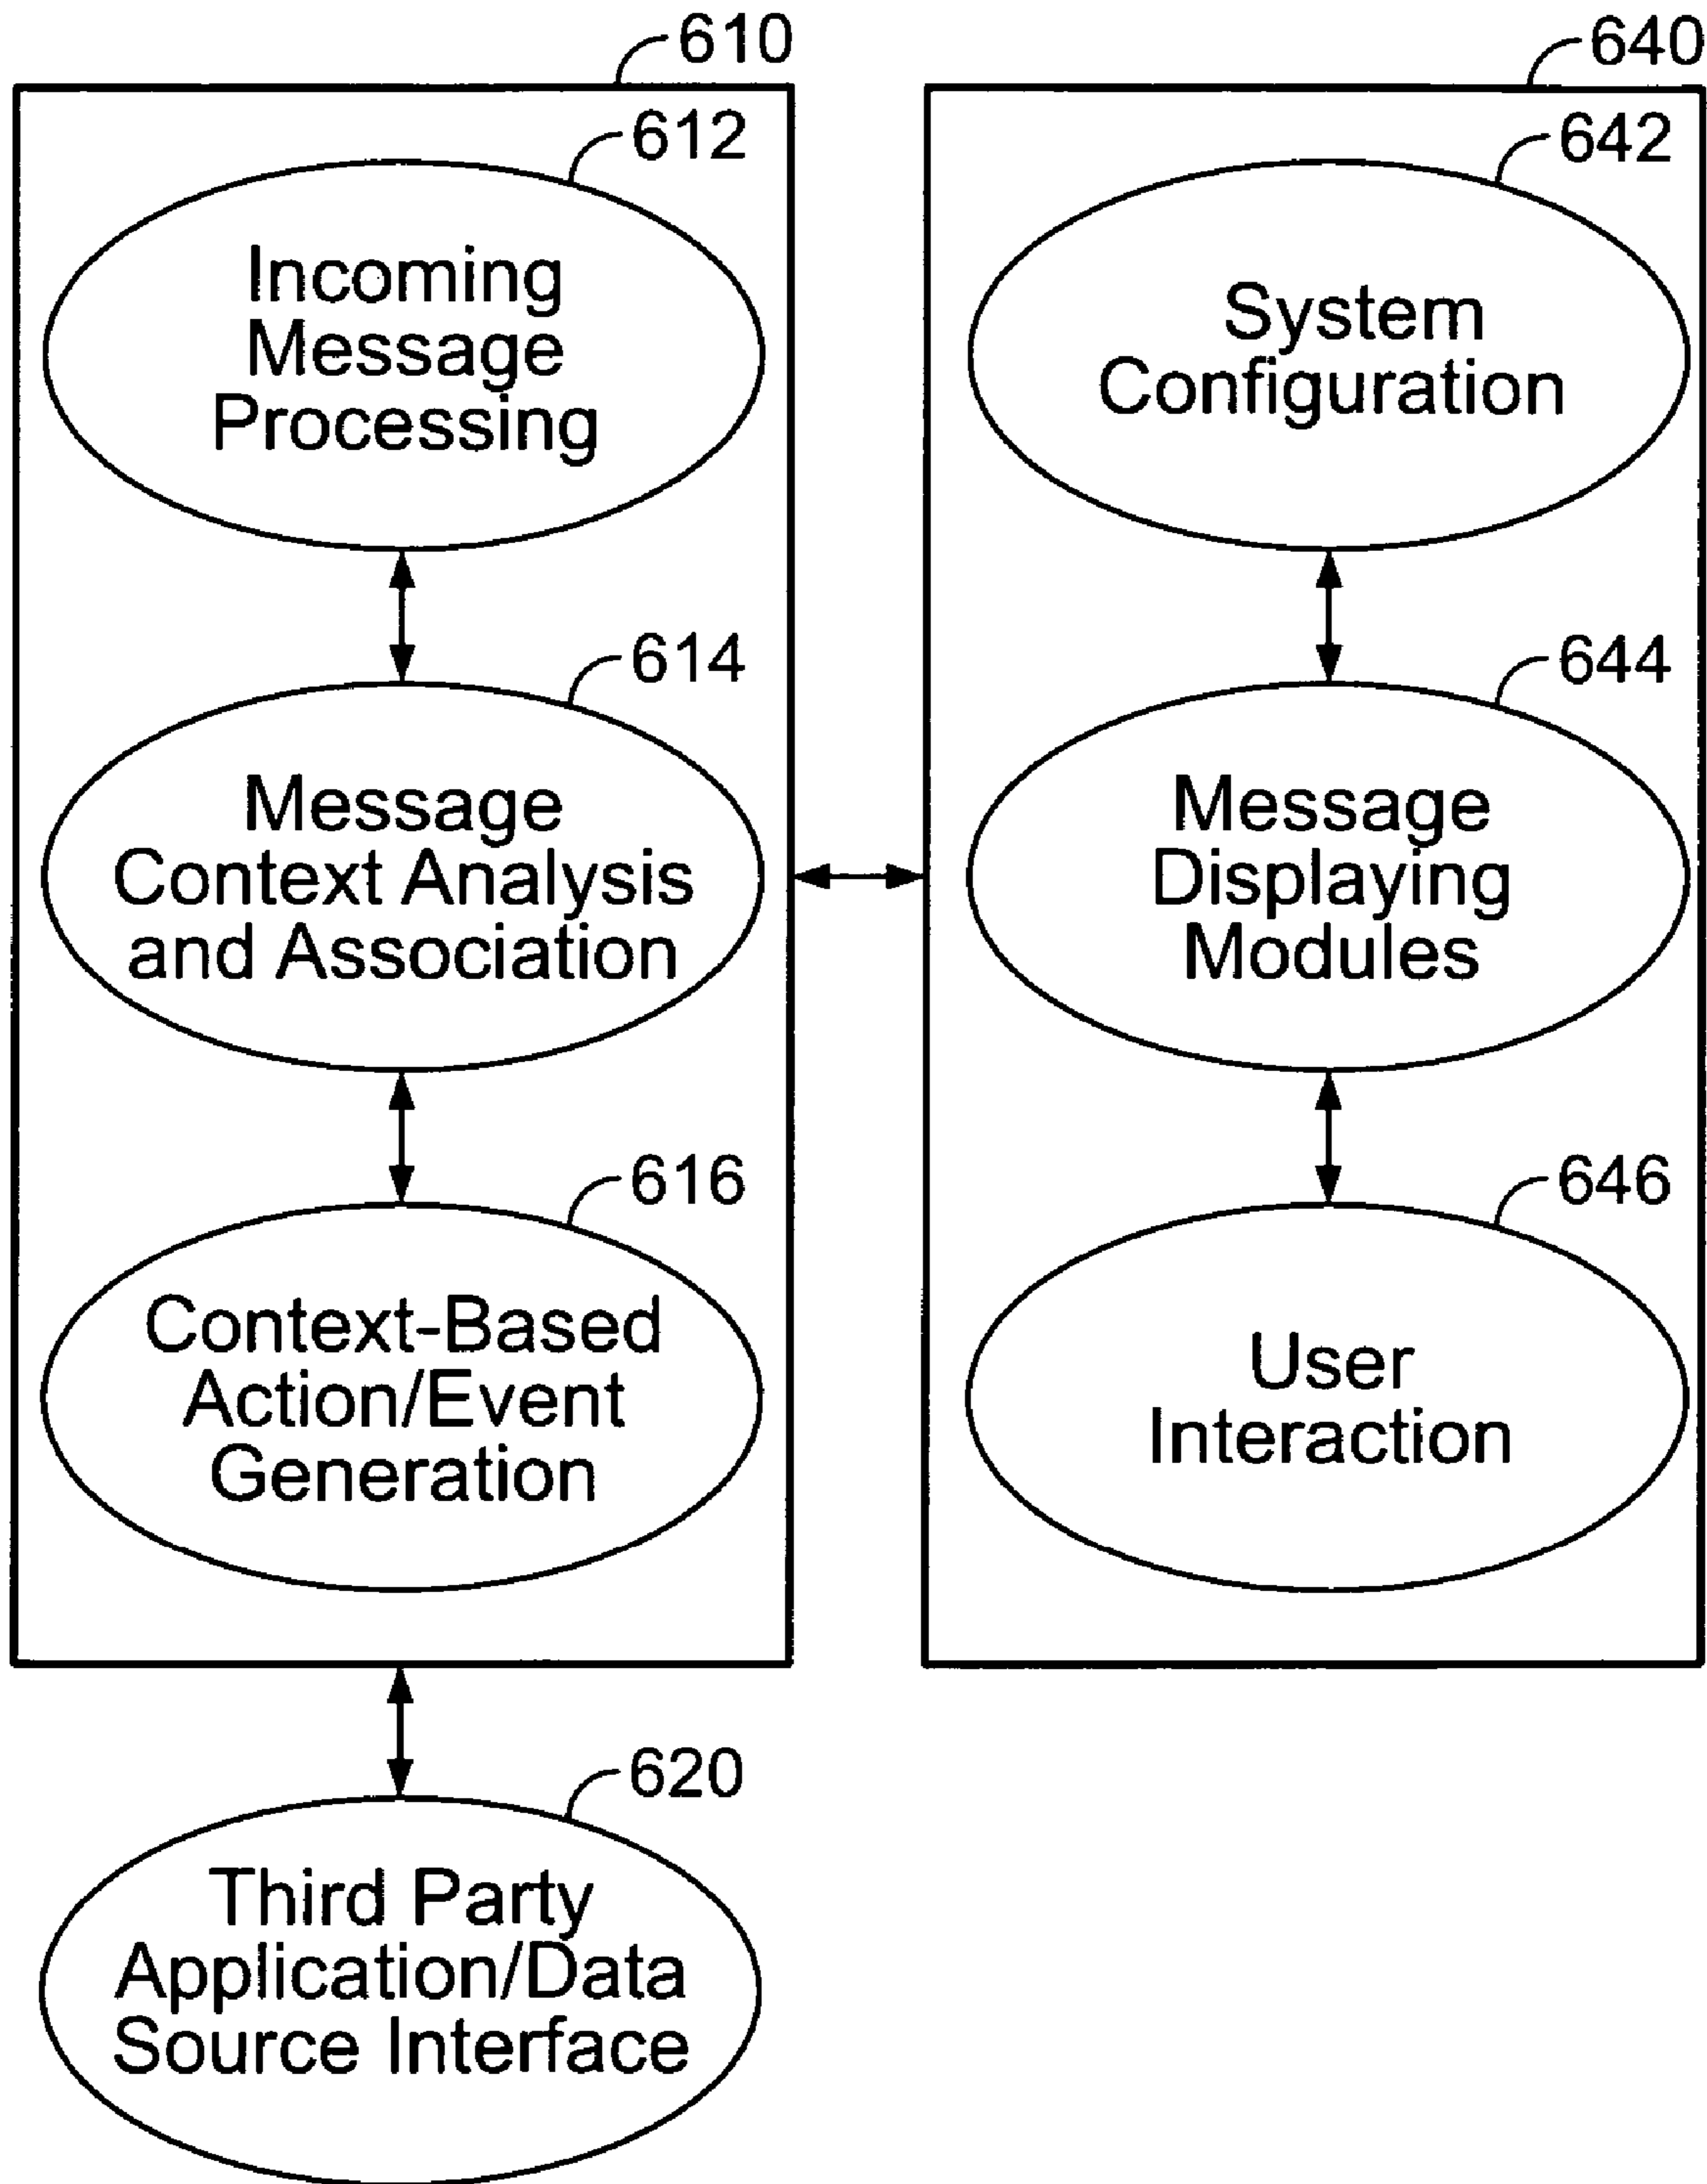 610
612
Incoming
Message
Processing
614
Message
Context Analysis
and Association
616
Context-Based
Action/Event
Generation
620
Third Party
Application/Data
Source Interface
640
642
System
Configuration
644
Message
Displaying
Modules
646
User
Interaction